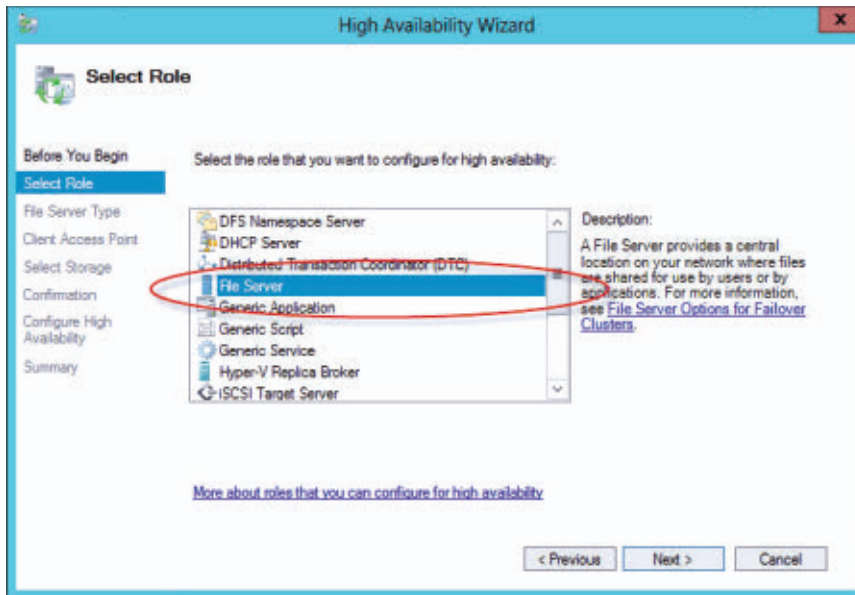 High Availability Wizard
x
Select Role
Before You Begin
Select Role
File Server Type
Client Access Point
Select Storage
Confirmation
Configure High
Availability
Summary
Select the role that you want to configure for high availability:
DFS Namespace Server
DHCP Server
Distributed Transaction Coordinator (DTC)
File Server
Generic Application
Generic Script
Generic Service
Hyper-V Replica Broker
iSCSI Target Server
Description:
A File Server provides a central
location on your network where files
are shared for use by users or by
applications. For more information,
see File Server Options for Failover
Clusters.
More about roles that you can configure for high availability
< Previous
Next >
Cancel